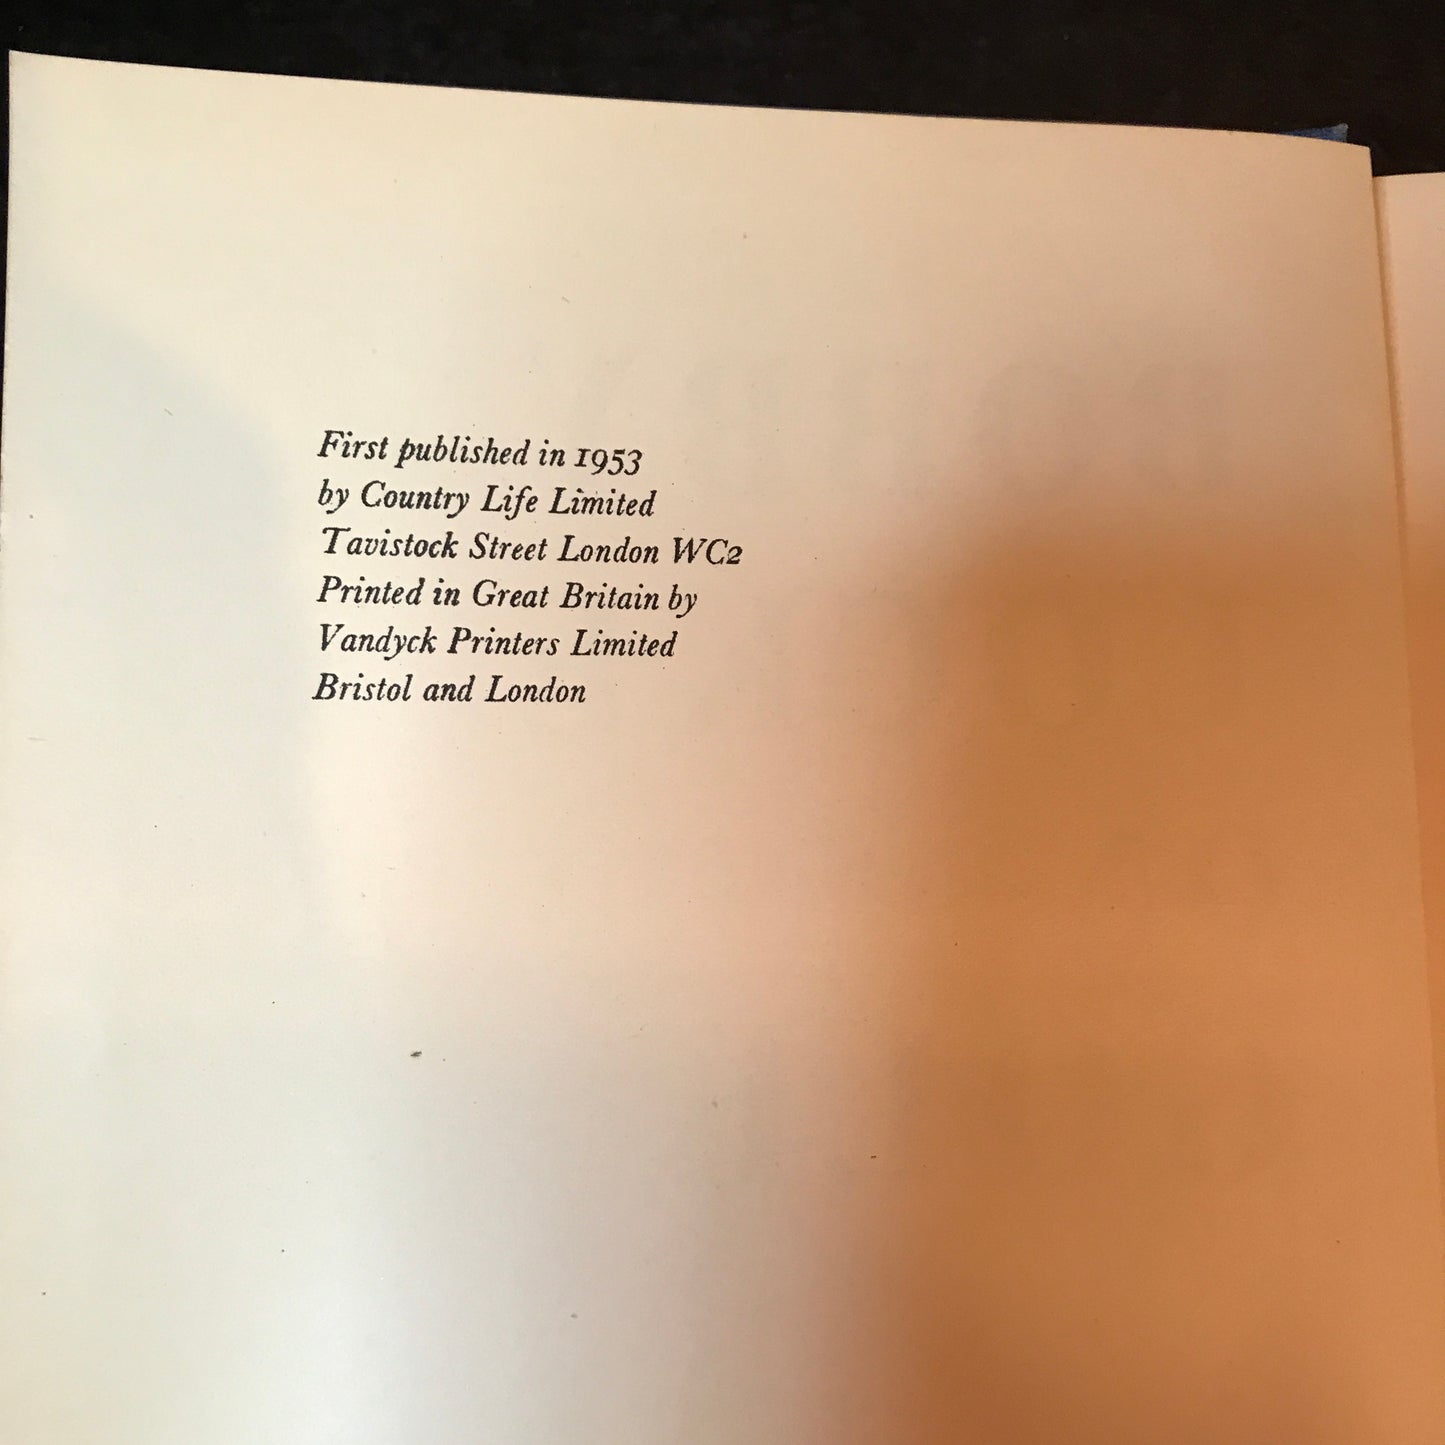 First published in 1953
by Country Life Limited
Tavistock Street London WC2
Printed in Great Britain by
Vandyck Printers Limited
Bristol and London